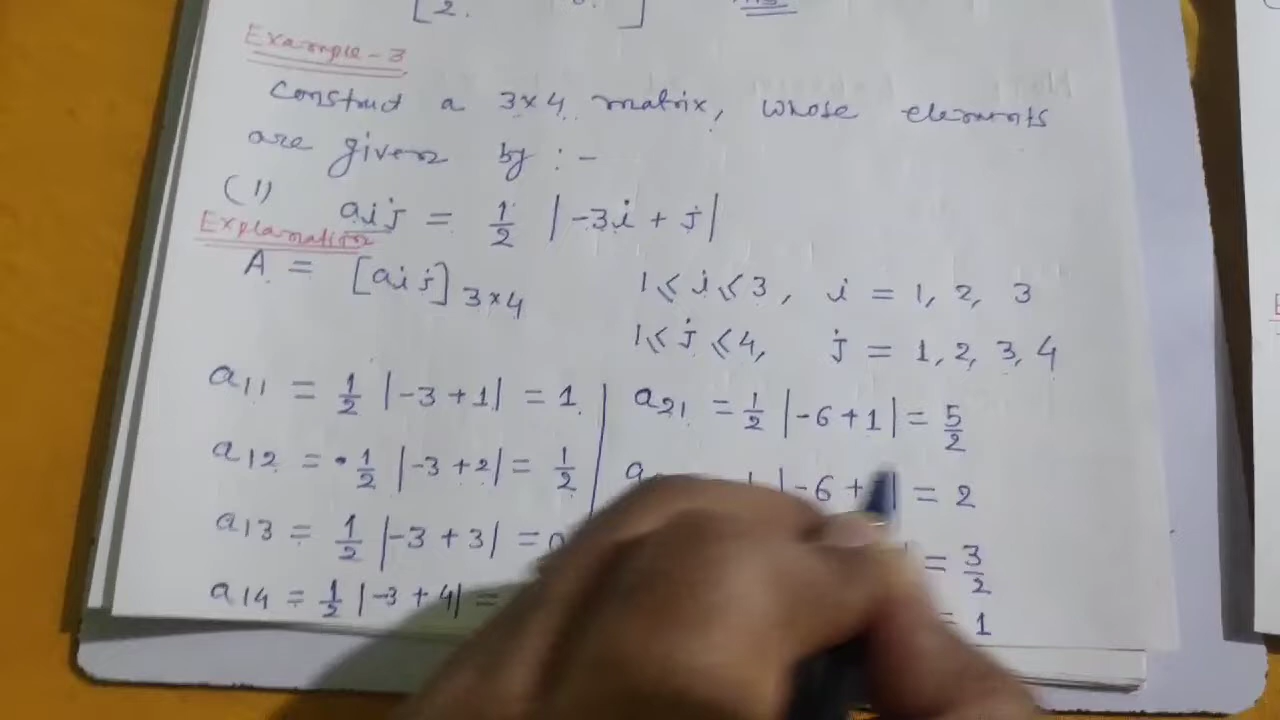 2.
Example-3
Construct a 3×4 matrix, whose elements
are given by :-
(1) aij = 1/2 |-3i + j|
Explanation
A = [aij] 3×4
1 ≤ i ≤ 3, i = 1, 2, 3
1 ≤ j ≤ 4, j = 1, 2, 3, 4
a11 = 1/2 |-3 + 1| = 1
a12 = 1/2 |-3 + 2| = 1/2
a13 = 1/2 |-3 + 3| =
a14 = 1/2 |-3 + 4| =
a21 = 1/2 |-6 + 1| = 5/2
|-6 + | = 2
= 3/2
= 1